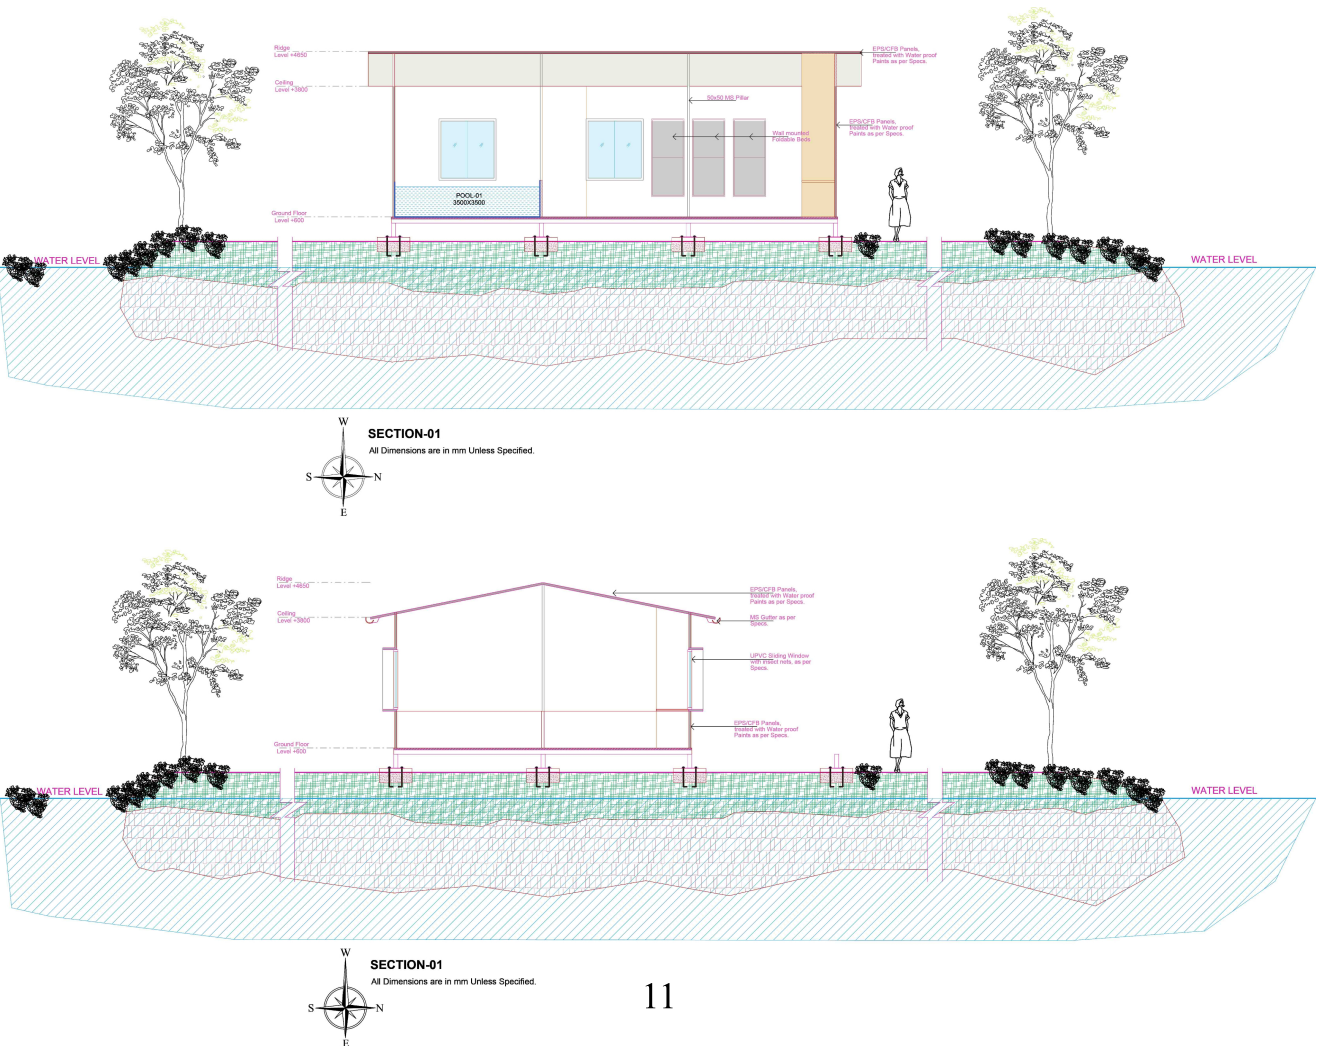 Ridge
Level +4650
EPS/CFB Panels,
treated with Water proof
Paints as per Specs.
Ceiling
Level +3800
50x50 MS Pillar
EPS/CFB Panels,
treated with Water proof
Paints as per Specs.
Wall mounted
Foldable Beds
POOL-01
3500X3500
Ground Floor
Level +600
WATER LEVEL
WATER LEVEL
W
S
N
E
SECTION-01
All Dimensions are in mm Unless Specified.
Ridge
Level +4650
EPS/CFB Panels,
treated with Water proof
Paints as per Specs.
Ceiling
Level +3800
MS Gutter as per
Specs.
UPVC Sliding Window
with insect nets, as per
Specs.
EPS/CFB Panels,
treated with Water proof
Paints as per Specs.
Ground Floor
Level +600
WATER LEVEL
WATER LEVEL
W
S
N
E
SECTION-01
All Dimensions are in mm Unless Specified.
11